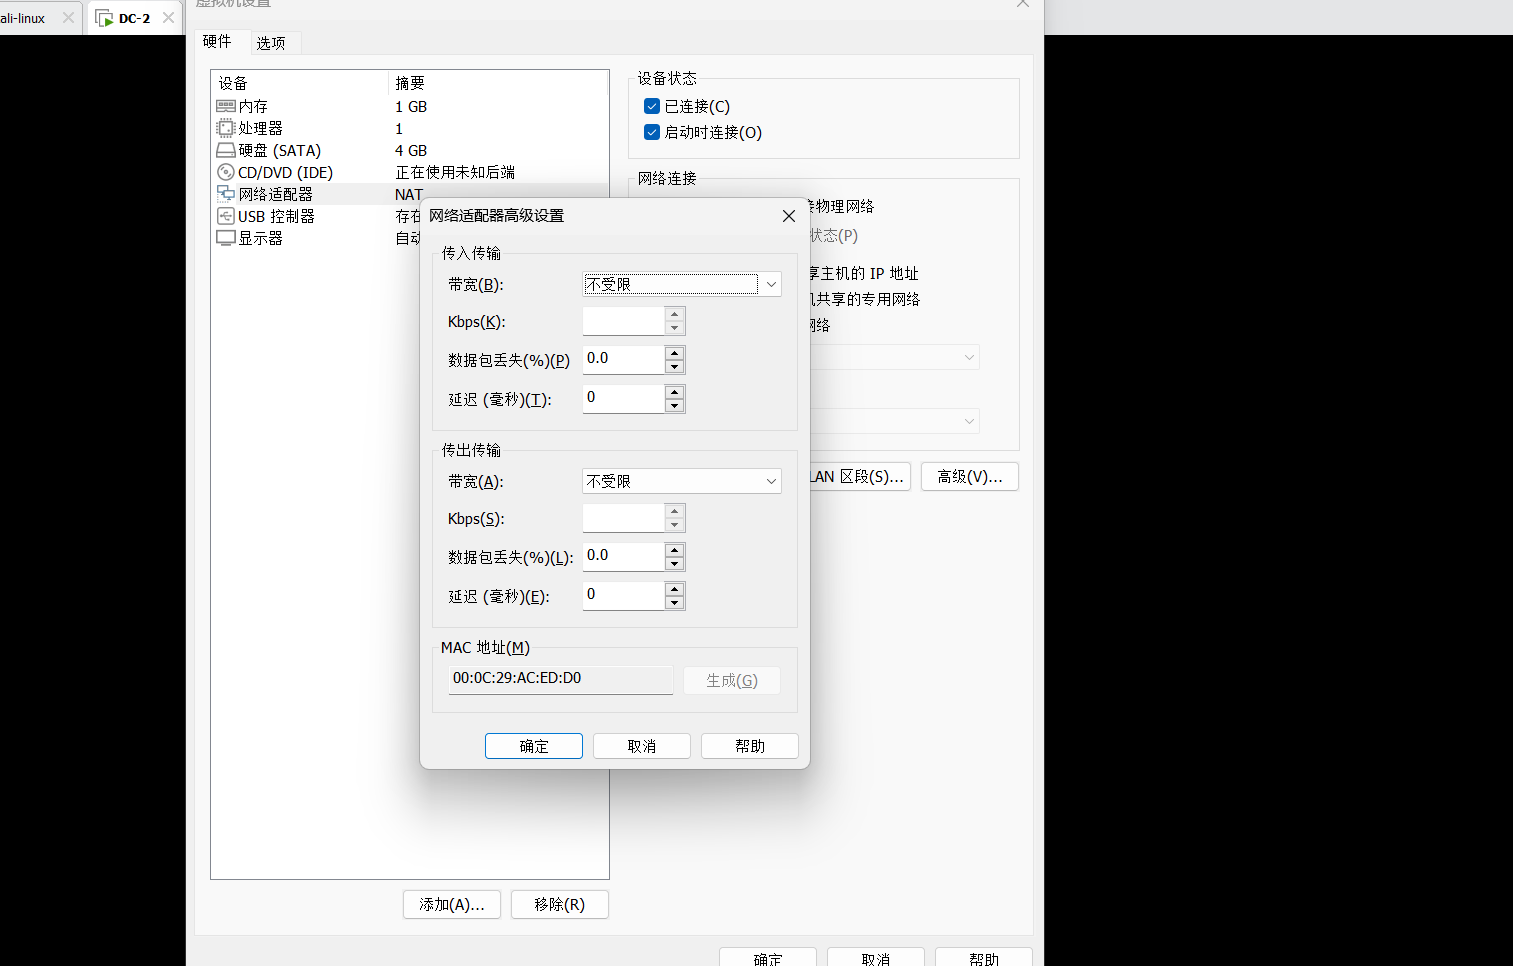 ali-linux
DC-2
虚拟机设置
硬件
选项
设备
摘要
内存
1 GB
处理器
1
硬盘 (SATA)
4 GB
CD/DVD (IDE)
正在使用未知后端
网络适配器
NAT
USB 控制器
存在
显示器
自动
添加(A)...
移除(R)
设备状态
已连接(C)
启动时连接(O)
网络连接
接物理网络
状态(P)
享主机的 IP 地址
机共享的专用网络
网络
LAN 区段(S)...
高级(V)...
网络适配器高级设置
传入传输
带宽(B):
不受限
Kbps(K):
数据包丢失(%)(P)
0.0
延迟 (毫秒)(T):
0
传出传输
带宽(A):
不受限
Kbps(S):
数据包丢失(%)(L):
0.0
延迟 (毫秒)(E):
0
MAC 地址(M)
00:0C:29:AC:ED:D0
生成(G)
确定
取消
帮助
确定
取消
帮助